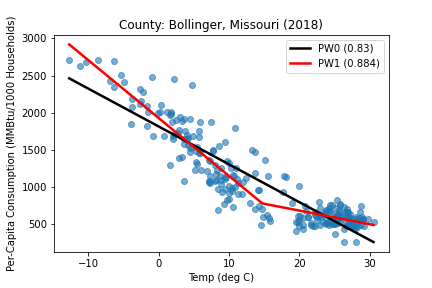 County: Bollinger, Missouri (2018)
Per-Capita Consumption (MMBtu/1000 Households)
3000
2500
2000
1500
1000
500
PW0 (0.83)
PW1 (0.884)
−10
0
10
20
30
Temp (deg C)